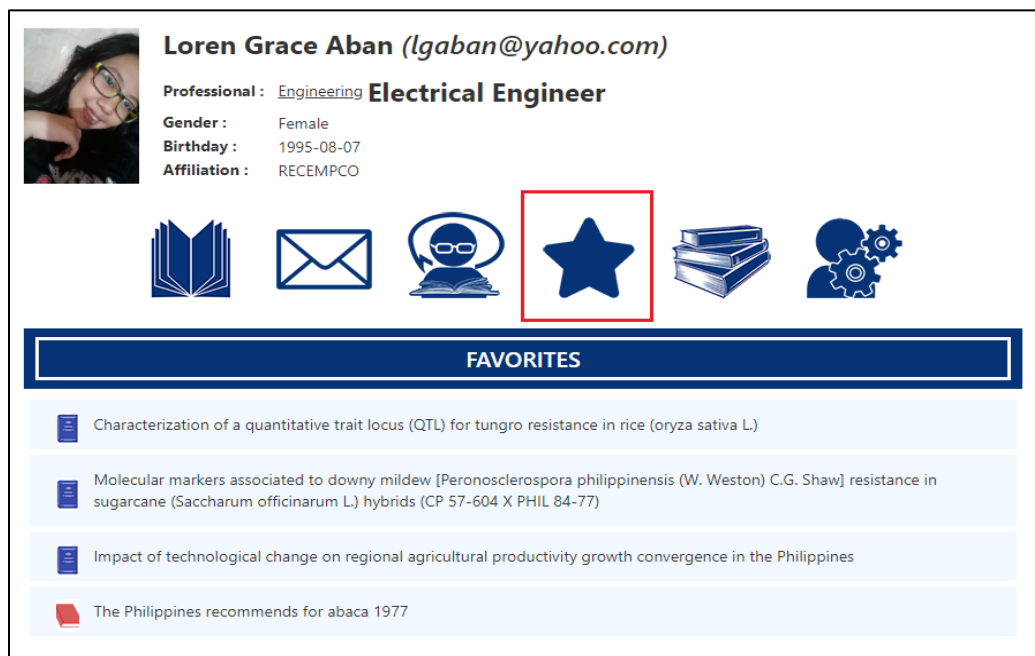 Loren Grace Aban (lgaban@yahoo.com)
Professional : Engineering Electrical Engineer
Gender : Female
Birthday : 1995-08-07
Affiliation : RECEMPCO
FAVORITES
Characterization of a quantitative trait locus (QTL) for tungro resistance in rice (oryza sativa L.)
Molecular markers associated to downy mildew [Peronosclerospora philippinensis (W. Weston) C.G. Shaw] resistance in
sugarcane (Saccharum officinarum L.) hybrids (CP 57-604 X PHIL 84-77)
Impact of technological change on regional agricultural productivity growth convergence in the Philippines
The Philippines recommends for abaca 1977